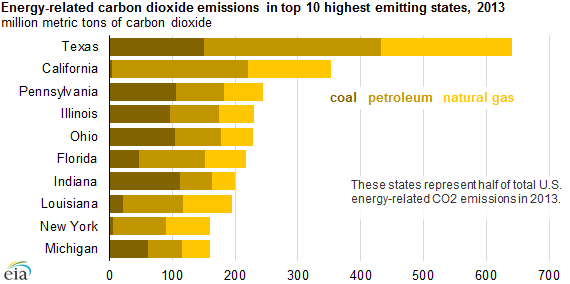 Energy-related carbon dioxide emissions in top 10 highest emitting states, 2013
million metric tons of carbon dioxide
Texas
California
Pennsylvania
coal petroleum natural gas
Illinois
Ohio
Florida
Indiana
These states represent half of total U.S.
energy-related CO2 emissions in 2013.
Louisiana
New York
Michigan
0 100 200 300 400 500 600 700
eia